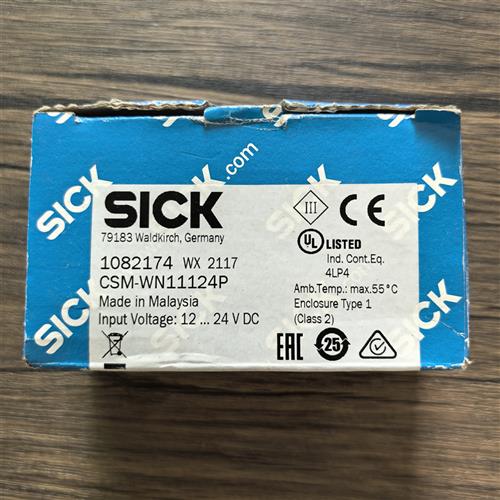 SICK
.com
SICK
79183 Waldkirch, Germany
1082174 WX 2117
CSM-WN11124P
Made in Malaysia
Input Voltage: 12 ... 24 V DC
III
CE
UL LISTED
Ind. Cont. Eq.
4LP4
Amb.Temp.: max.55°C
Enclosure Type 1
(Class 2)
EAC
25
SICK
SICK
SICK
SICK